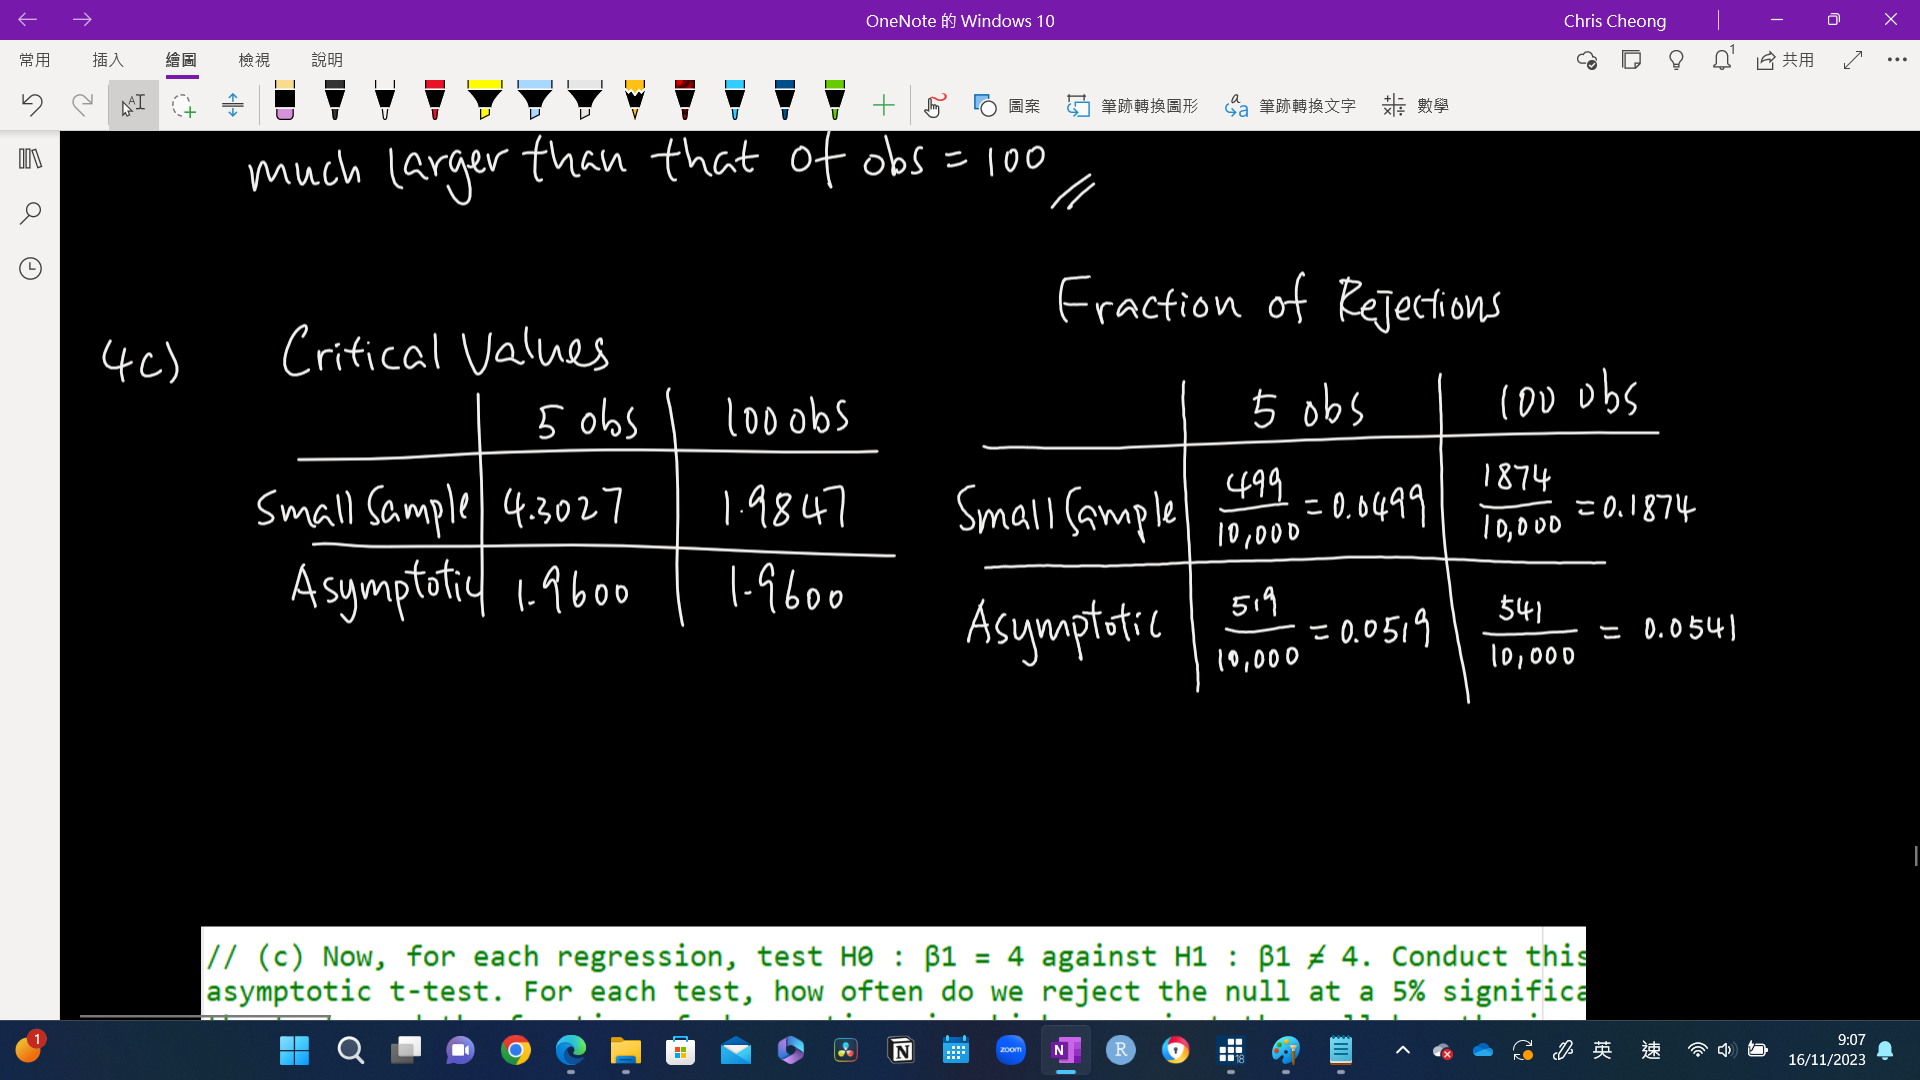 OneNote 的 Windows 10
Chris Cheong
常用 插入 繪圖 檢視 說明
1 共用
圖案 筆跡轉換圖形 筆跡轉換文字 數學
much larger than that of obs = 100
4c) Critical Values
5 obs 100 obs
Small Sample 4.3027 1.9847
Asymptotic 1.9600 1.9600
Fraction of Rejections
5 obs 100 obs
Small Sample 499/10,000 = 0.0499 1874/10,000 = 0.1874
Asymptotic 519/10,000 = 0.0519 541/10,000 = 0.0541
// (c) Now, for each regression, test H0 : β1 = 4 against H1 : β1 ≠ 4. Conduct this
asymptotic t-test. For each test, how often do we reject the null at a 5% significa
1
zoom
N
R
18
英 速
9:07
16/11/2023